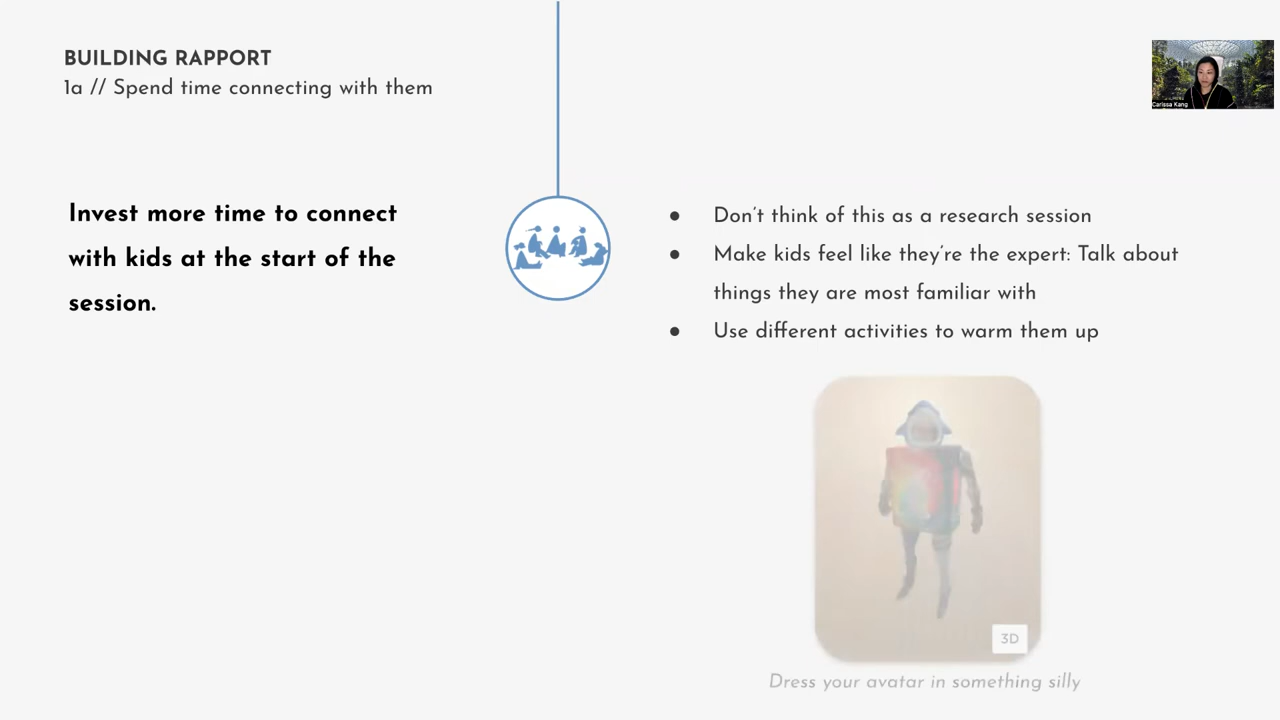 BUILDING RAPPORT
1a // Spend time connecting with them
Carissa Kang
Invest more time to connect
with kids at the start of the
session.
● Don't think of this as a research session
● Make kids feel like they're the expert: Talk about
things they are most familiar with
● Use different activities to warm them up
3D
Dress your avatar in something silly